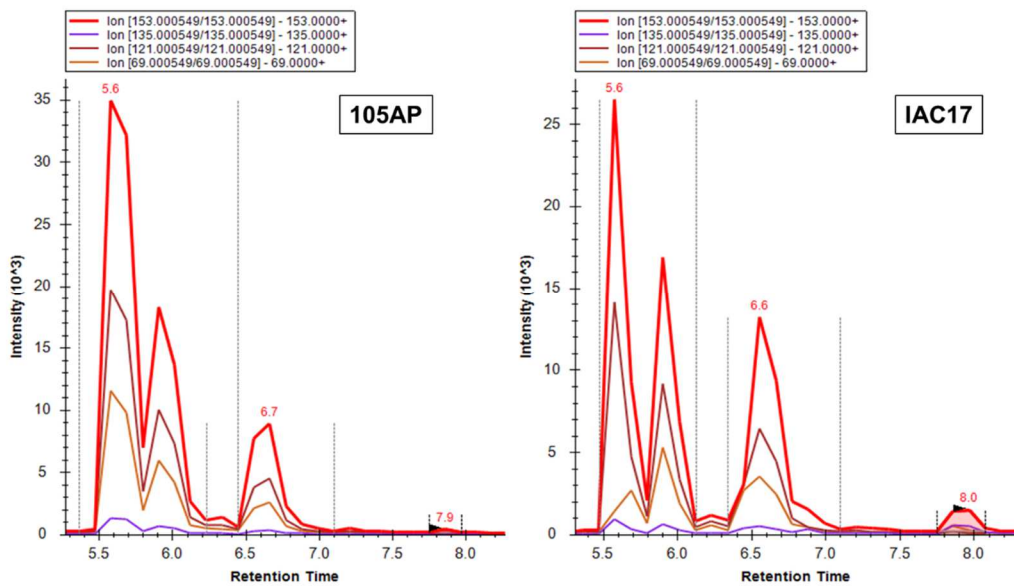 Ion [153.000549/153.000549] - 153.0000+
Ion [135.000549/135.000549] - 135.0000+
Ion [121.000549/121.000549] - 121.0000+
Ion [69.000549/69.000549] - 69.0000+
105AP
5.6
6.7
7.9
35
30
25
20
15
10
5
0
Intensity (10^3)
5.5 6.0 6.5 7.0 7.5 8.0
Retention Time
Ion [153.000549/153.000549] - 153.0000+
Ion [135.000549/135.000549] - 135.0000+
Ion [121.000549/121.000549] - 121.0000+
Ion [69.000549/69.000549] - 69.0000+
IAC17
5.6
6.6
8.0
25
20
15
10
5
0
Intensity (10^3)
5.5 6.0 6.5 7.0 7.5 8.0
Retention Time